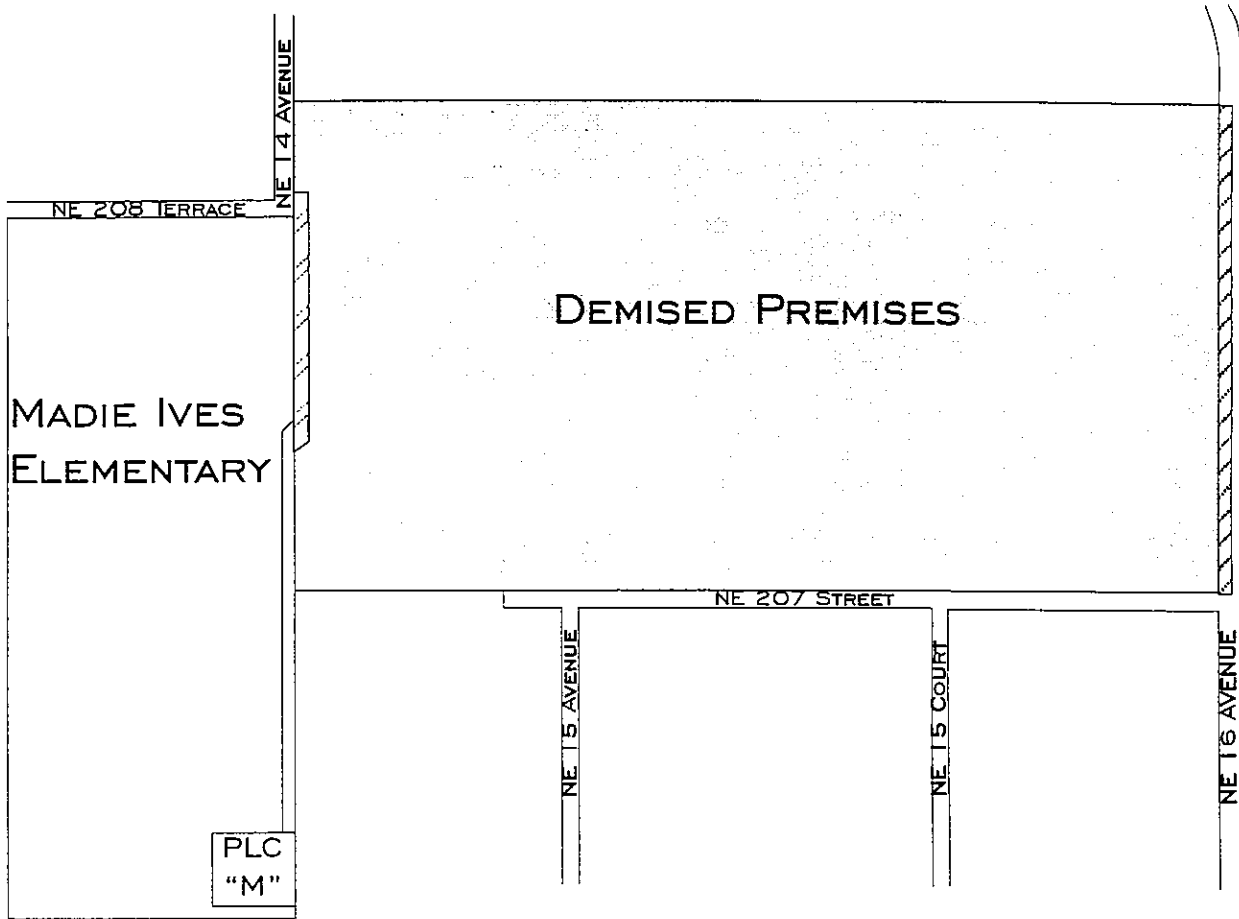 NE 14 AVENUE
NE 208 TERRACE
DEMISED PREMISES
MADIE IVES
ELEMENTARY
NE 207 STREET
NE 15 AVENUE
NE 15 COURT
NE 16 AVENUE
PLC
"M"